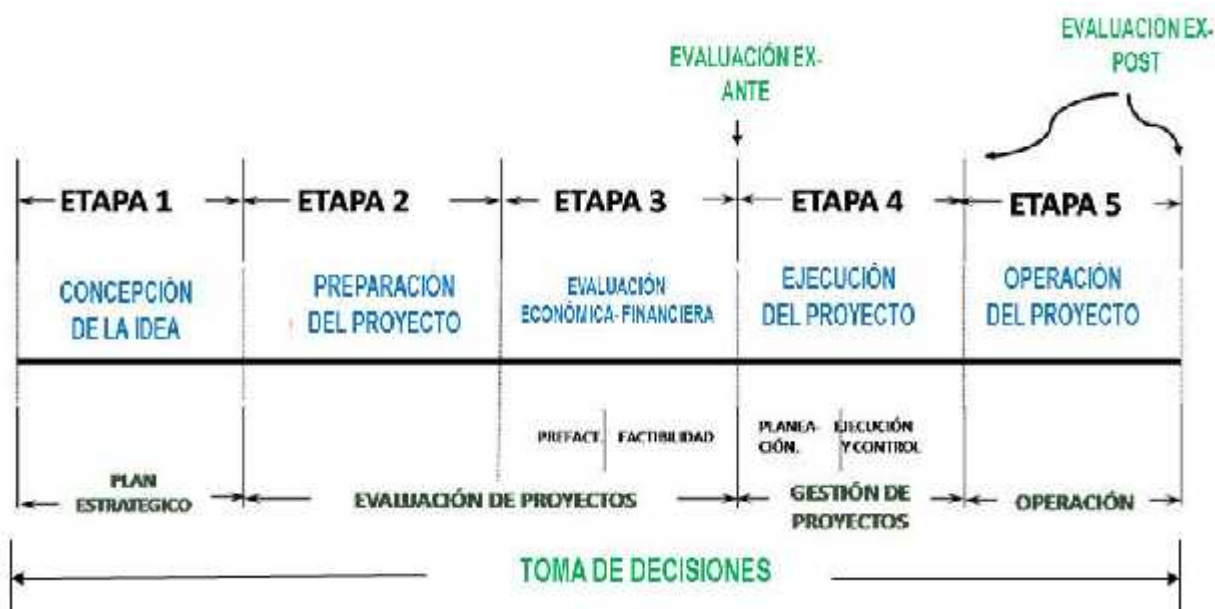 EVALUACIÓN EX-
ANTE
EVALUACION EX-
POST
ETAPA 1
ETAPA 2
ETAPA 3
ETAPA 4
ETAPA 5
CONCEPCIÓN
DE LA IDEA
PREPARACIÓN
DEL PROYECTO
EVALUACIÓN
ECONÓMICA- FINANCIERA
EJECUCIÓN
DEL PROYECTO
OPERACIÓN
DEL PROYECTO
PREFACT.
FACTIBILIDAD
PLANEA-
CIÓN.
EJECUCIÓN
Y CONTROL
PLAN
ESTRATEGICO
EVALUACIÓN DE PROYECTOS
GESTIÓN DE
PROYECTOS
OPERACIÓN
TOMA DE DECISIONES